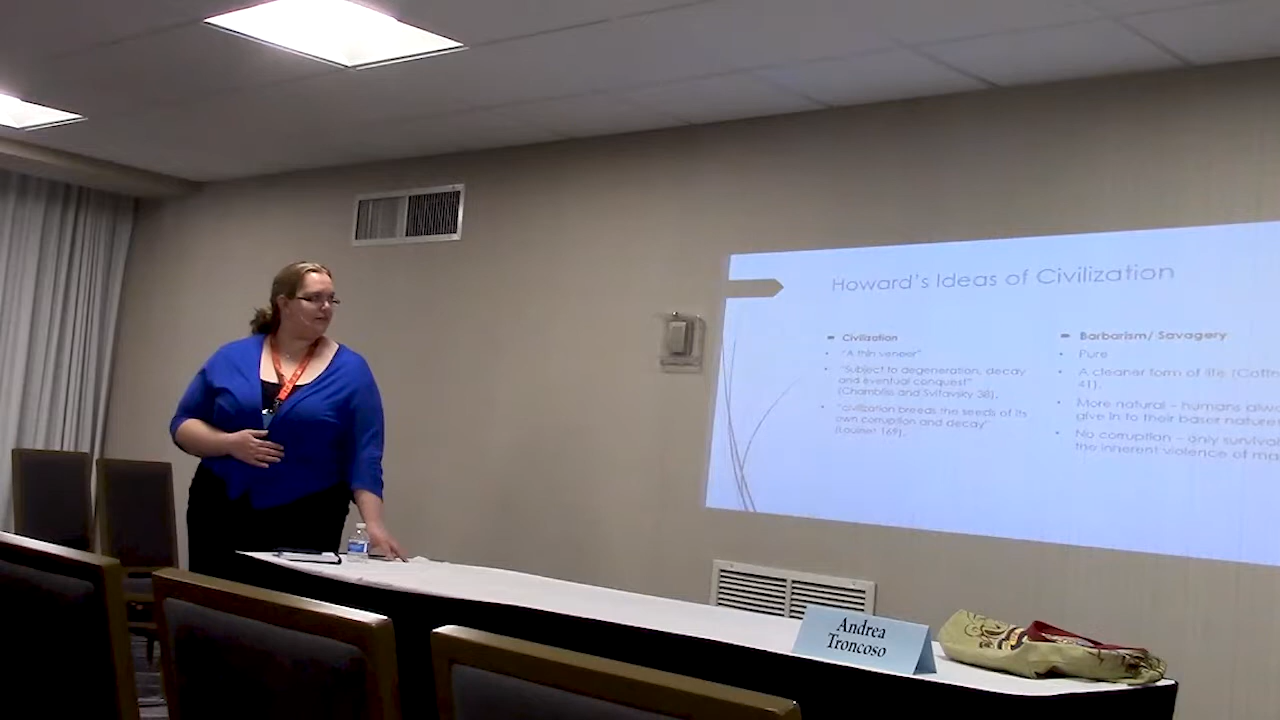 Howard's Ideas of Civilization
Civilization
"A thin veneer"
"Subject to degeneration, decay
and eventual conquest"
(Chambliss and Svitavsky 38).
"civilization breeds the seeds of its
own corruption and decay"
(Louinet 169).
Barbarism/ Savagery
Pure
A cleaner form of life
41).
More natural – humans
give in to their baser
No corruption – only survival
the inherent violence of
Andrea
Troncoso